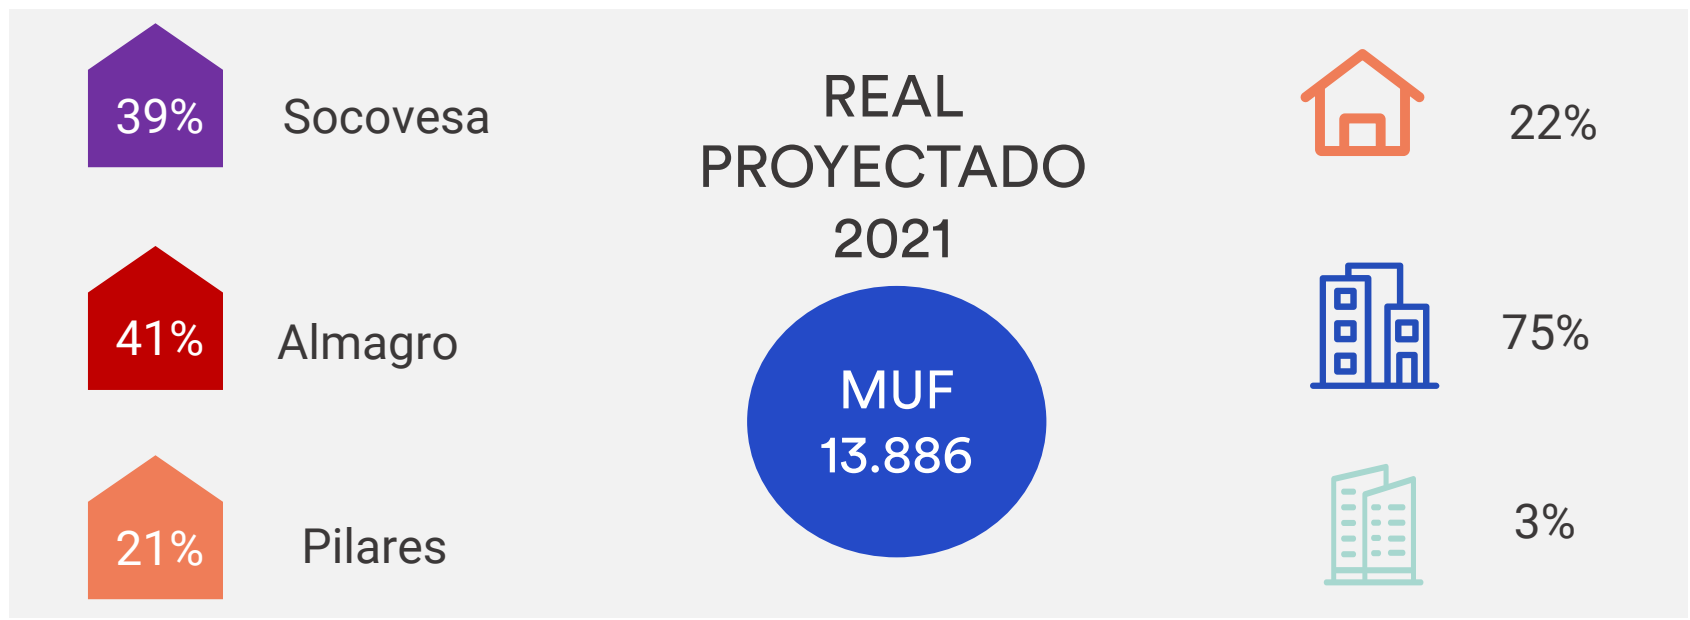 39% Socovesa
41% Almagro
21% Pilares
REAL
PROYECTADO
2021
MUF
13.886
22%
75%
3%